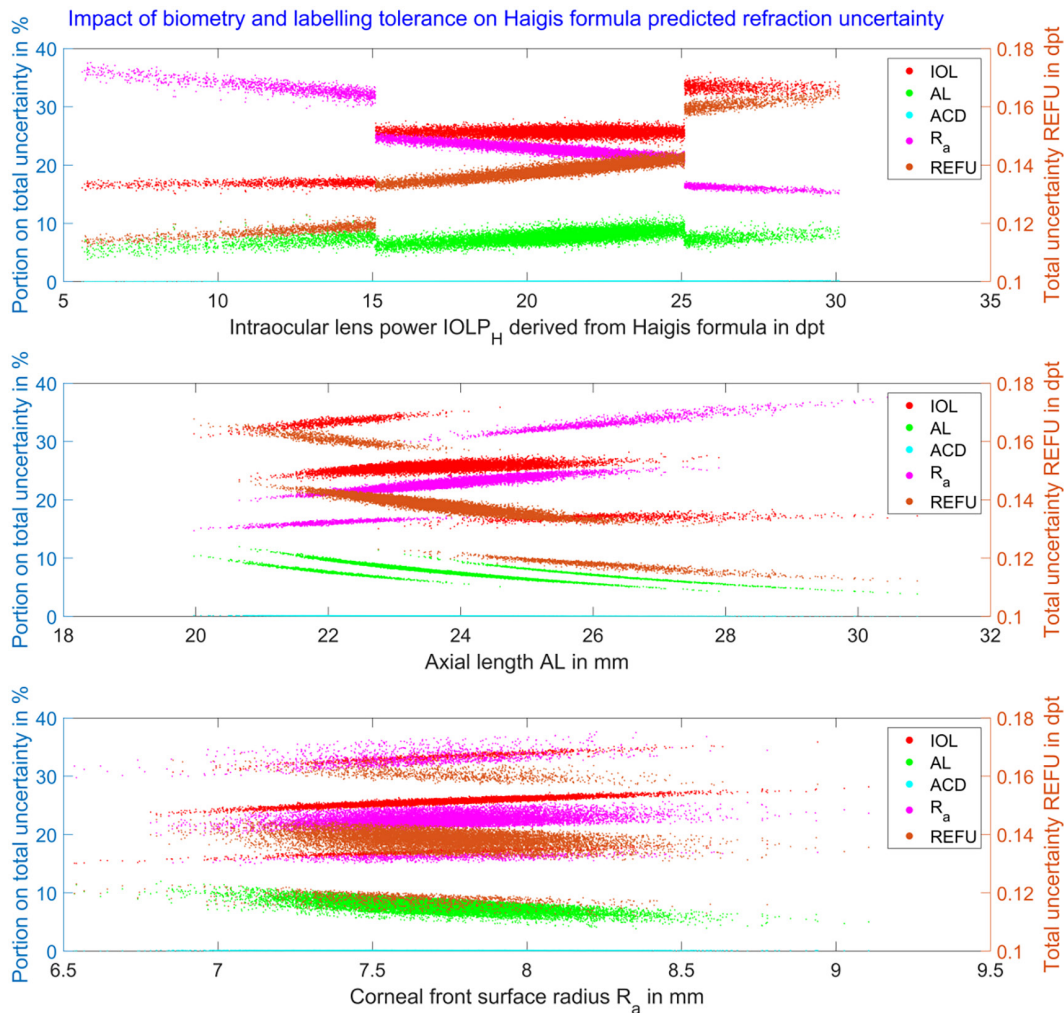 Impact of biometry and labelling tolerance on Haigis formula predicted refraction uncertainty
Portion on total uncertainty in %
40
30
20
10
0
0.18
0.16
0.14
0.12
0.1
Total uncertainty REFU in dpt
IOL
AL
ACD
R_a
REFU
5 10 15 20 25 30 35
Intraocular lens power IOLP_H derived from Haigis formula in dpt
Portion on total uncertainty in %
40
30
20
10
0
0.18
0.16
0.14
0.12
0.1
Total uncertainty REFU in dpt
IOL
AL
ACD
R_a
REFU
18 20 22 24 26 28 30 32
Axial length AL in mm
Portion on total uncertainty in %
40
30
20
10
0
0.18
0.16
0.14
0.12
0.1
Total uncertainty REFU in dpt
IOL
AL
ACD
R_a
REFU
6.5 7 7.5 8 8.5 9 9.5
Corneal front surface radius R_a in mm